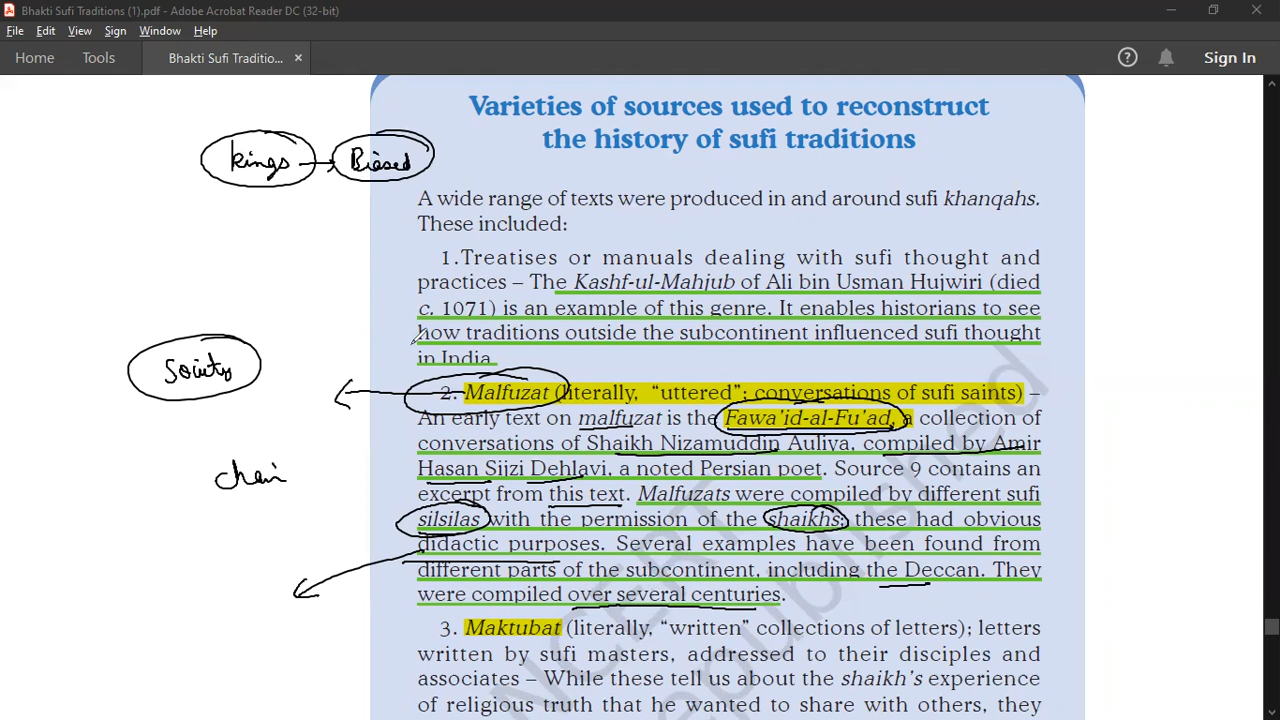 Bhakti Sufi Traditions (1).pdf - Adobe Acrobat Reader DC (32-bit)
File Edit View Sign Window Help
Home Tools Bhakti Sufi Traditio... × Sign In
Varieties of sources used to reconstruct
the history of sufi traditions
kings Biased
A wide range of texts were produced in and around sufi khanqahs.
These included:
1.Treatises or manuals dealing with sufi thought and
practices – The Kashf-ul-Mahjub of Ali bin Usman Hujwiri (died
c. 1071) is an example of this genre. It enables historians to see
how traditions outside the subcontinent influenced sufi thought
in India.
Society
2. Malfuzat (literally, “uttered”; conversations of sufi saints) –
An early text on malfuzat is the Fawa’id-al-Fu’ad, a collection of
conversations of Shaikh Nizamuddin Auliya, compiled by Amir
Hasan Sijzi Dehlavi, a noted Persian poet. Source 9 contains an
chain
excerpt from this text. Malfuzats were compiled by different sufi
silsilas with the permission of the shaikhs; these had obvious
didactic purposes. Several examples have been found from
different parts of the subcontinent, including the Deccan. They
were compiled over several centuries.
3. Maktubat (literally, “written” collections of letters); letters
written by sufi masters, addressed to their disciples and
associates – While these tell us about the shaikh’s experience
of religious truth that he wanted to share with others, they
NCERT
republished